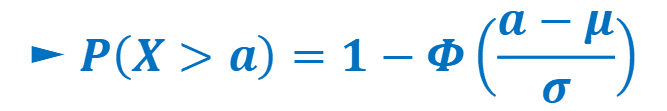 ► P(X > a) = 1 − Φ((a − μ)/σ)